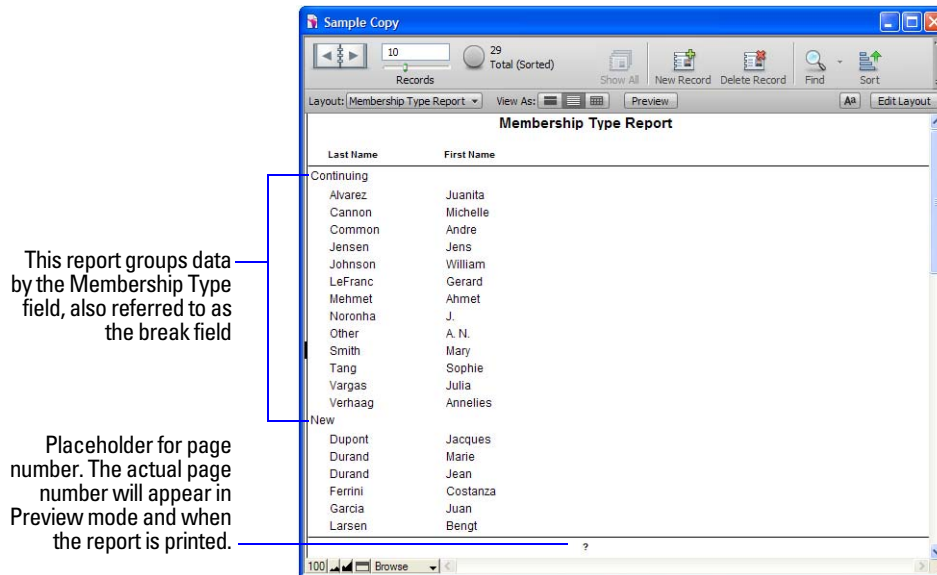 Sample Copy
10
29
Total (Sorted)
Records
Show All
New Record
Delete Record
Find
Sort
Layout: Membership Type Report
View As:
Preview
Aa
Edit Layout
Membership Type Report
Last Name First Name
Continuing
Alvarez Juanita
Cannon Michelle
Common Andre
Jensen Jens
Johnson William
LeFranc Gerard
Mehmet Ahmet
Noronha J.
Other A. N.
Smith Mary
Tang Sophie
Vargas Julia
Verhaag Annelies
New
Dupont Jacques
Durand Marie
Durand Jean
Ferrini Costanza
Garcia Juan
Larsen Bengt
?
100 Browse
This report groups data
by the Membership Type
field, also referred to as
the break field
Placeholder for page
number. The actual page
number will appear in
Preview mode and when
the report is printed.